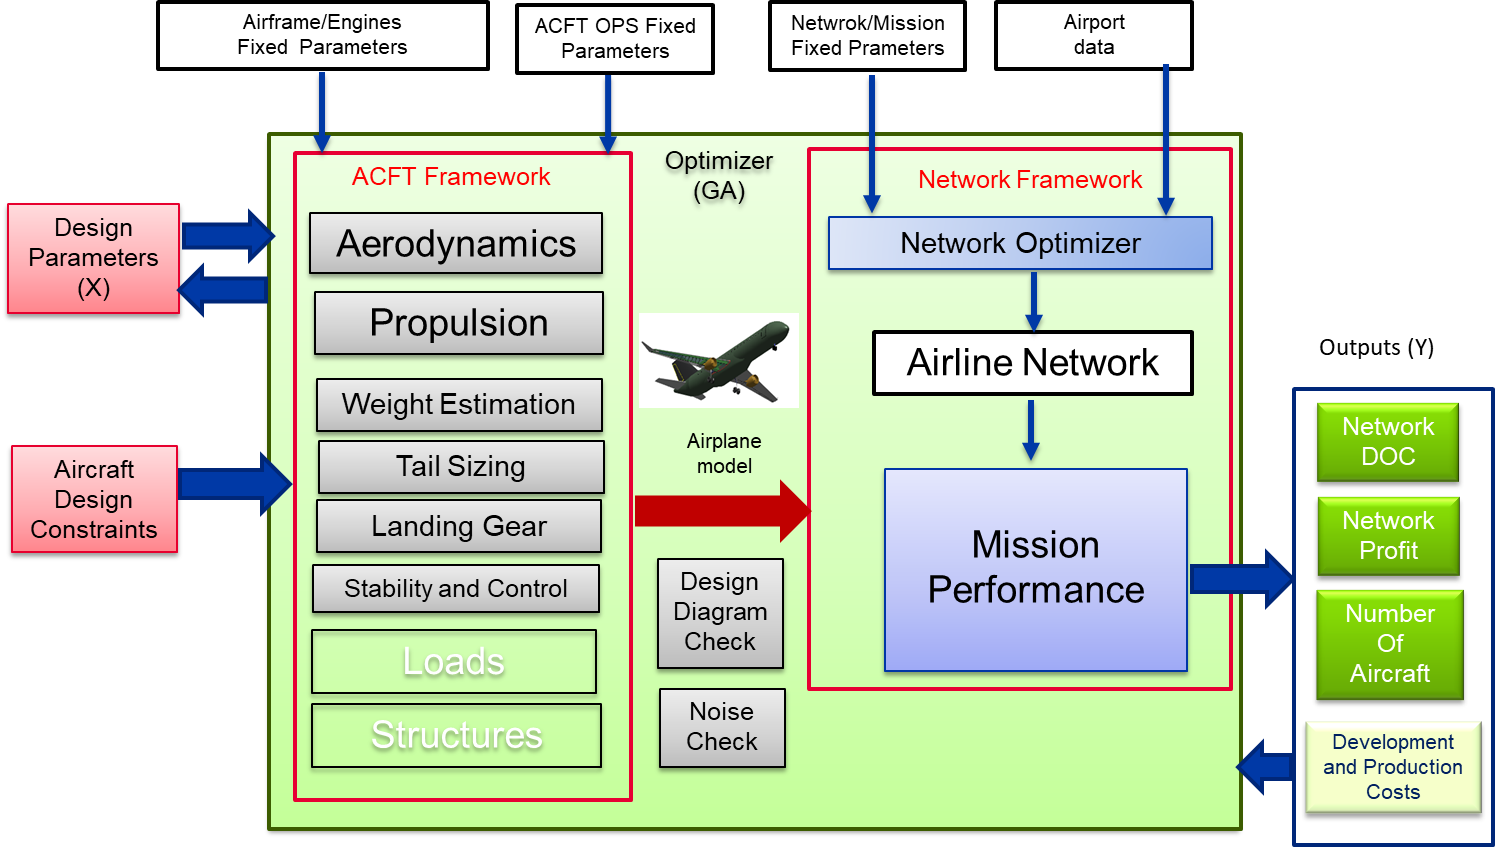 Airframe/Engines
Fixed Parameters
ACFT OPS Fixed
Parameters
Netwrok/Mission
Fixed Prameters
Airport
data
Optimizer
(GA)
ACFT Framework
Network Framework
Design
Parameters
(X)
Aircraft
Design
Constraints
Aerodynamics
Propulsion
Weight Estimation
Tail Sizing
Landing Gear
Stability and Control
Loads
Structures
Airplane
model
Design
Diagram
Check
Noise
Check
Network Optimizer
Airline Network
Mission
Performance
Outputs (Y)
Network
DOC
Network
Profit
Number
Of
Aircraft
Development
and Production
Costs